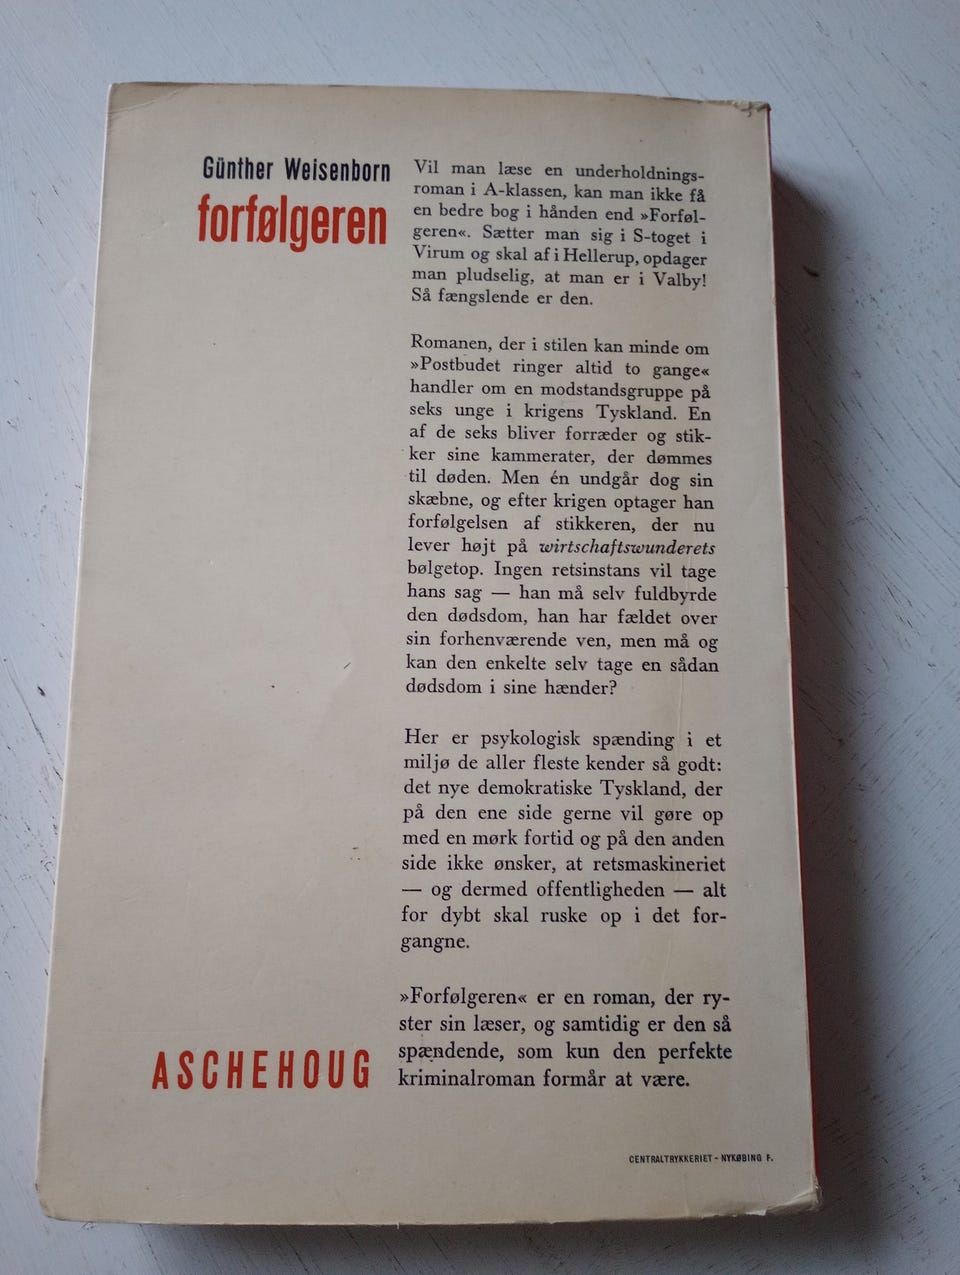 Günther Weisenborn
forfølgeren
Vil man læse en underholdnings-
roman i A-klassen, kan man ikke få
en bedre bog i hånden end »Forføl-
geren«. Sætter man sig i S-toget i
Virum og skal af i Hellerup, opdager
man pludselig, at man er i Valby!
Så fængslende er den.
Romanen, der i stilen kan minde om
»Postbudet ringer altid to gange«
handler om en modstandsgruppe på
seks unge i krigens Tyskland. En
af de seks bliver forræder og stik-
ker sine kammerater, der dømmes
til døden. Men én undgår dog sin
skæbne, og efter krigen optager han
forfølgelsen af stikkeren, der nu
lever højt på wirtschaftswunderets
bølgetop. Ingen retsinstans vil tage
hans sag — han må selv fuldbyrde
den dødsdom, han har fældet over
sin forhenværende ven, men må og
kan den enkelte selv tage en sådan
dødsdom i sine hænder?
Her er psykologisk spænding i et
miljø de aller fleste kender så godt:
det nye demokratiske Tyskland, der
på den ene side gerne vil gøre op
med en mørk fortid og på den anden
side ikke ønsker, at retsmaskineriet
— og dermed offentligheden — alt
for dybt skal ruske op i det for-
gangne.
»Forfølgeren« er en roman, der ry-
ster sin læser, og samtidig er den så
spændende, som kun den perfekte
kriminalroman formår at være.
ASCHEHOUG
CENTRALTRYKKERIET - NYKØBING F.